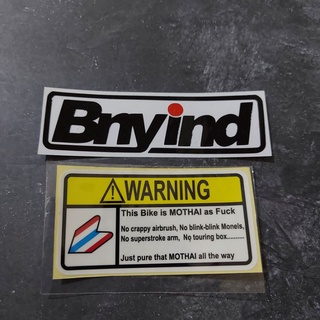 Bnyind
WARNING
This Bike is MOTHAI as Fuck
No crappy airbrush, No blink-blink Monels,
No superstroke arm, No touring box..........
Just pure that MOTHAI all the way